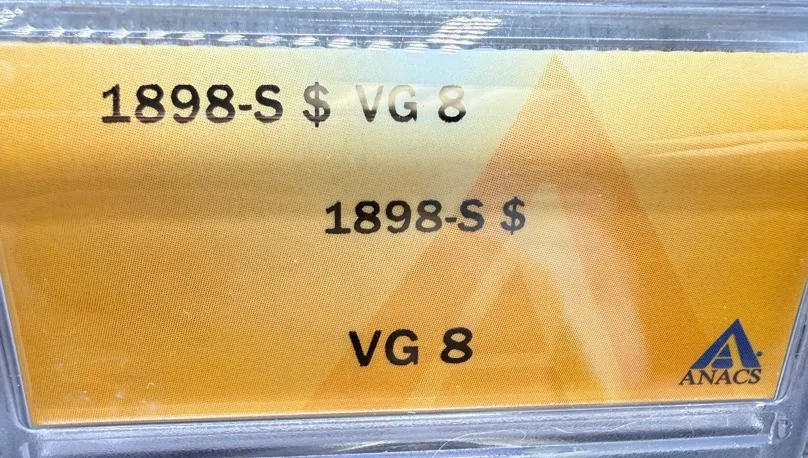 1898-S $ VG 8
1898-S $
VG 8
ANACS